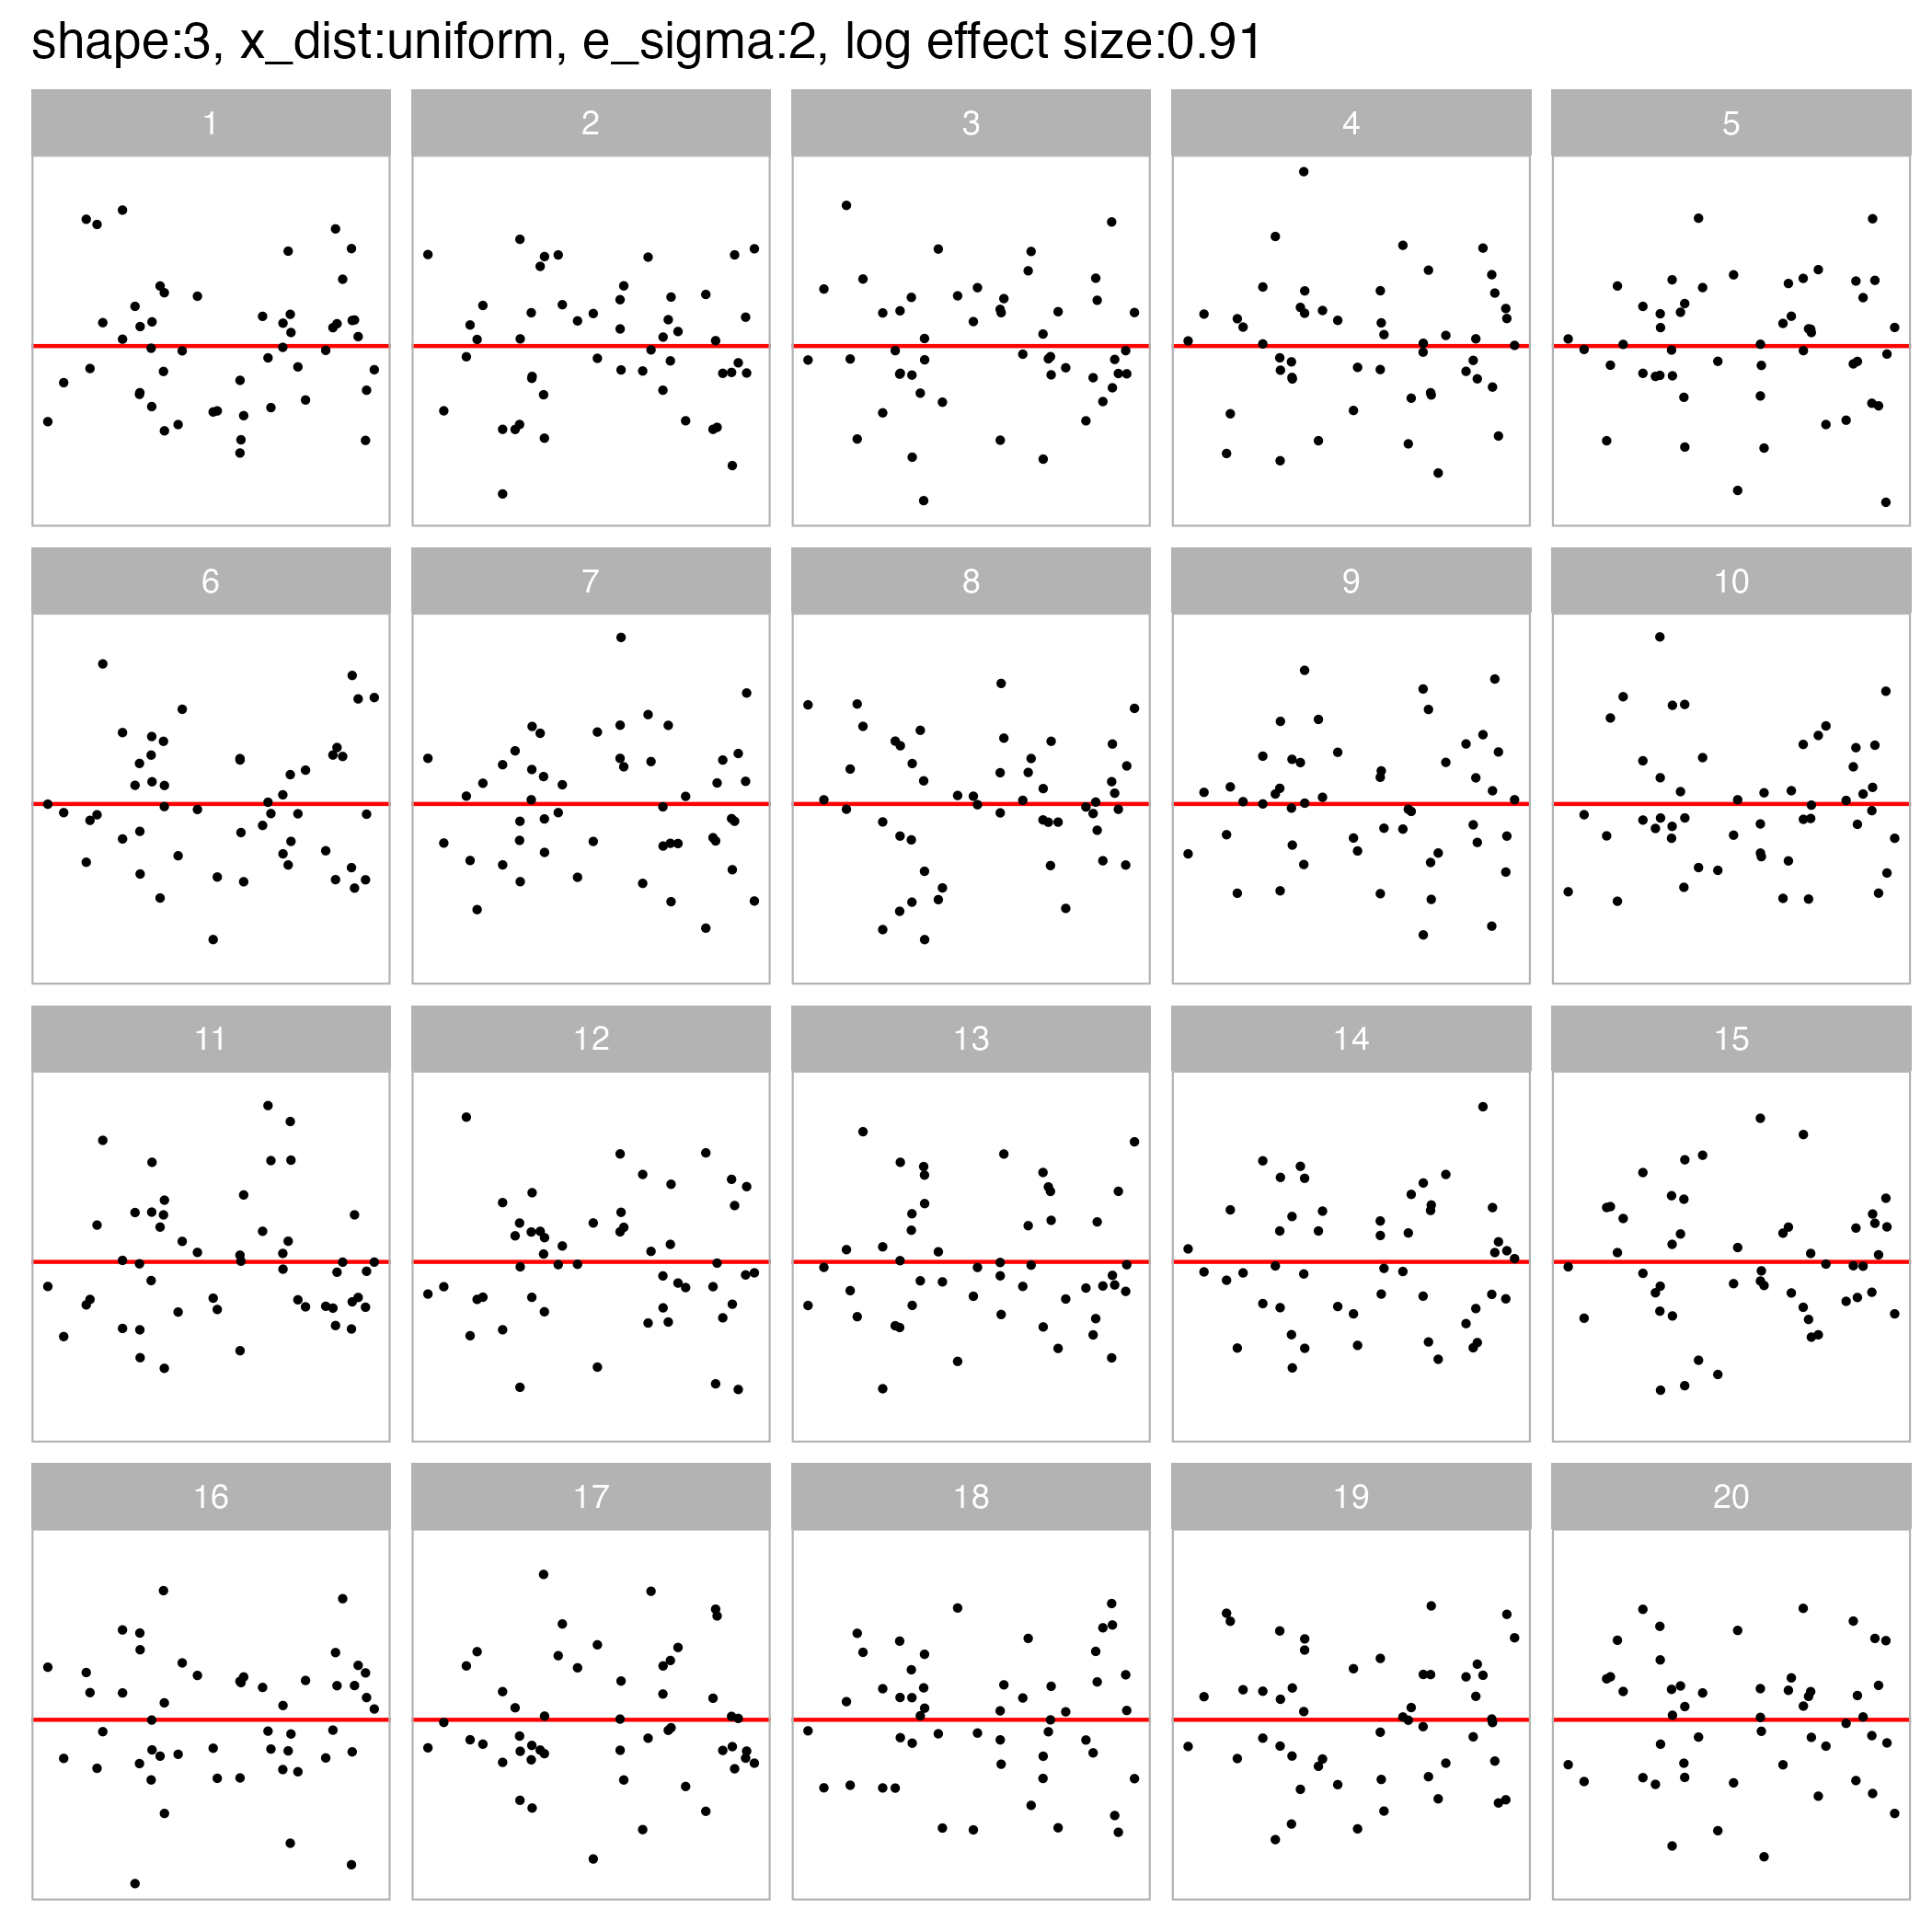 shape:3, x_dist:uniform, e_sigma:2, log effect size:0.91
1 2 3 4 5
6 7 8 9 10
11 12 13 14 15
16 17 18 19 20